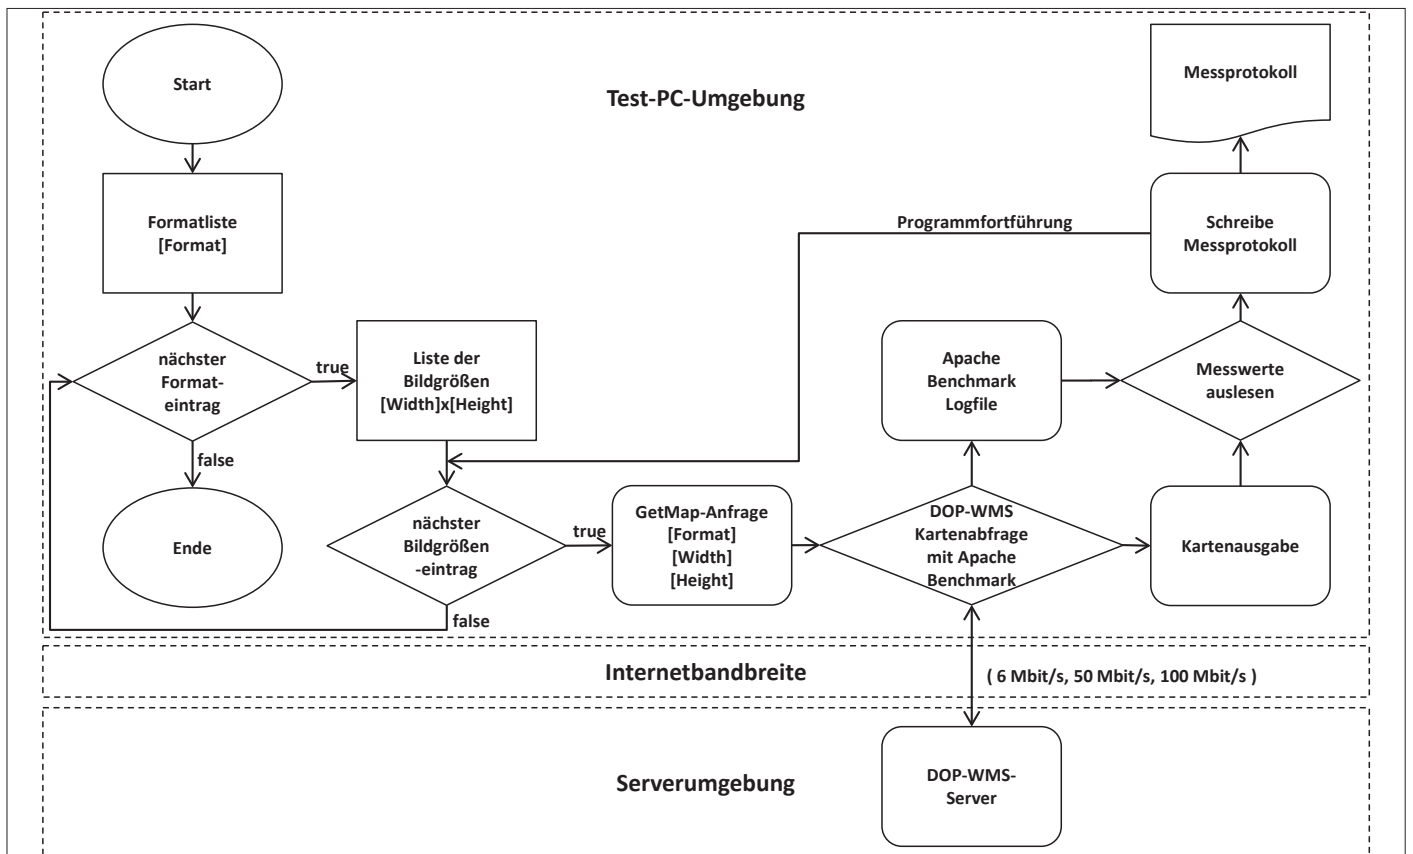 Start
Test-PC-Umgebung
Messprotokoll
Formatliste
[Format]
Programmfortführung
Schreibe
Messprotokoll
nächster
Format-
eintrag
true
Liste der
Bildgrößen
[Width]x[Height]
Apache
Benchmark
Logfile
Messwerte
auslesen
false
Ende
nächster
Bildgrößen
-eintrag
true
GetMap-Anfrage
[Format]
[Width]
[Height]
DOP-WMS
Kartenabfrage
mit Apache
Benchmark
Kartenausgabe
false
Internetbandbreite
( 6 Mbit/s, 50 Mbit/s, 100 Mbit/s )
Serverumgebung
DOP-WMS-
Server